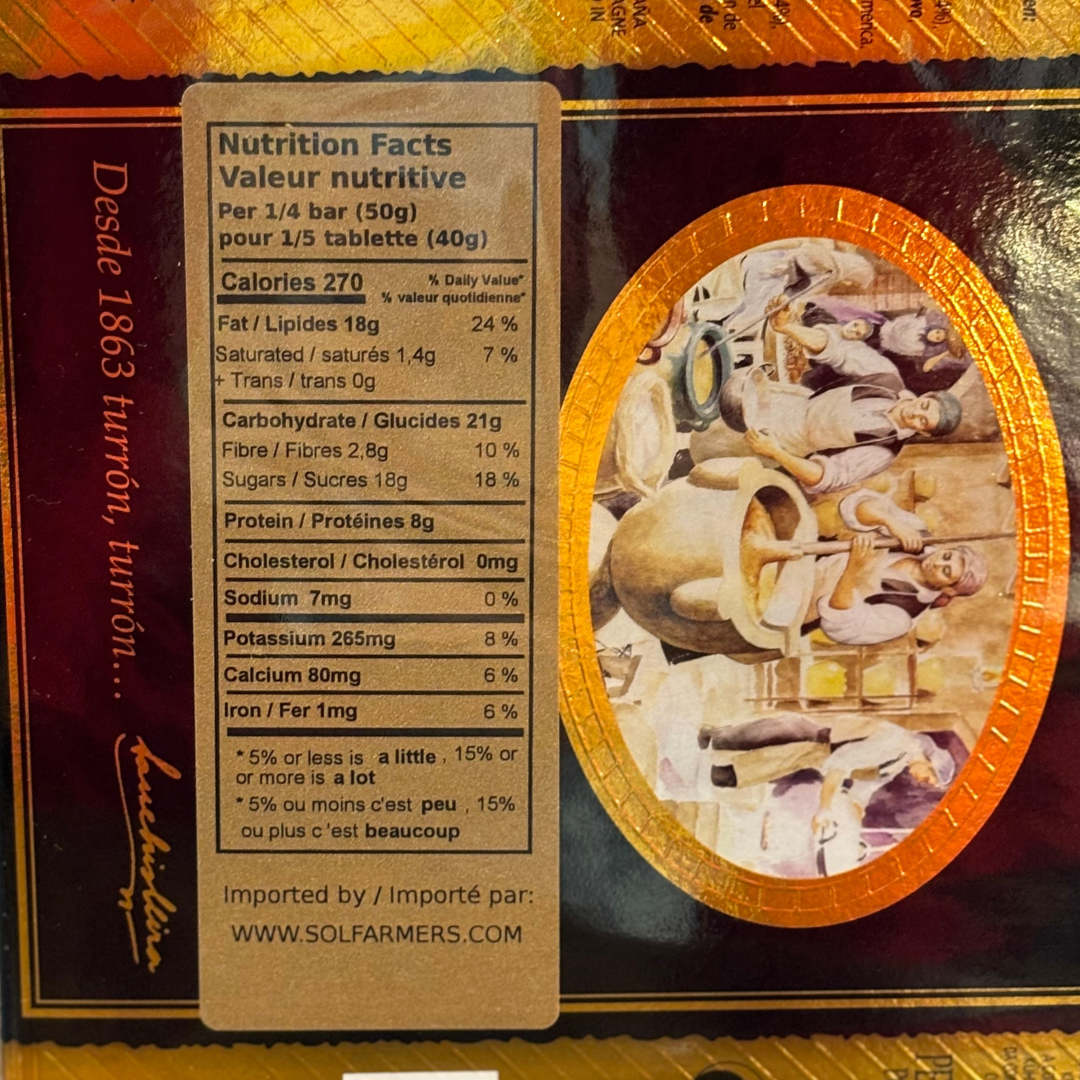 Nutrition Facts
Valeur nutritive
Per 1/4 bar (50g)
pour 1/5 tablette (40g)
Calories 270 % Daily Value*
% valeur quotidienne*
Fat / Lipides 18g 24 %
Saturated / saturés 1,4g 7 %
+ Trans / trans 0g
Carbohydrate / Glucides 21g
Fibre / Fibres 2,8g 10 %
Sugars / Sucres 18g 18 %
Protein / Protéines 8g
Cholesterol / Cholestérol 0mg
Sodium 7mg 0 %
Potassium 265mg 8 %
Calcium 80mg 6 %
Iron / Fer 1mg 6 %
* 5% or less is a little , 15% or
or more is a lot
* 5% ou moins c'est peu , 15%
ou plus c 'est beaucoup
Imported by / Importé par:
WWW.SOLFARMERS.COM
Desde 1863 turrón, turrón...